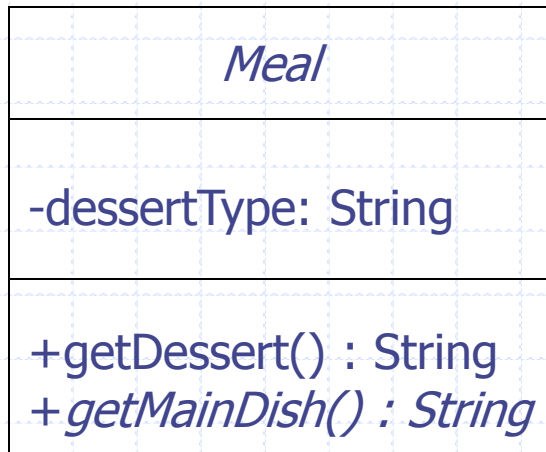 Meal
-dessertType: String
+getDessert() : String
+getMainDish() : String